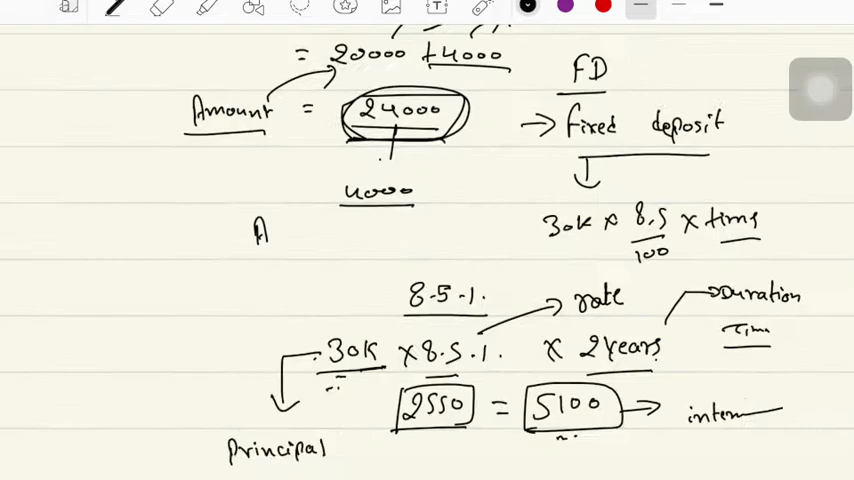 = 20000 + 4000
FD
Amount = 24000
→ fixed deposit
4000
30K × 8.5/100 × time
A
8.5%
rate
Duration
Time
30K × 8.5% × 2 years
2550 = 5100 →
Principal